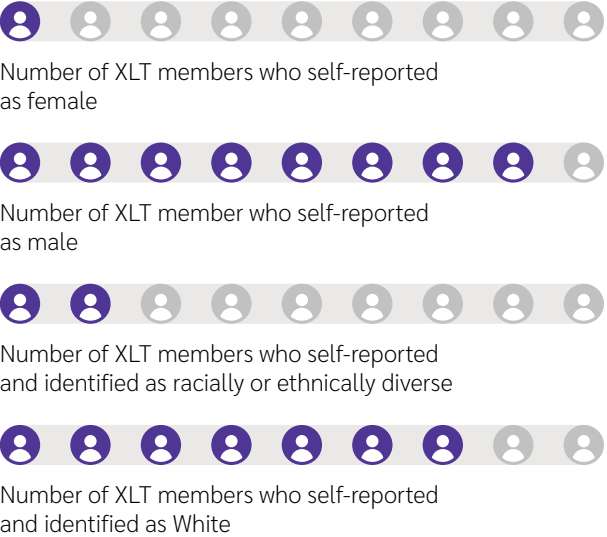 Number of XLT members who self-reported
as female
Number of XLT member who self-reported
as male
Number of XLT members who self-reported
and identified as racially or ethnically diverse
Number of XLT members who self-reported
and identified as White